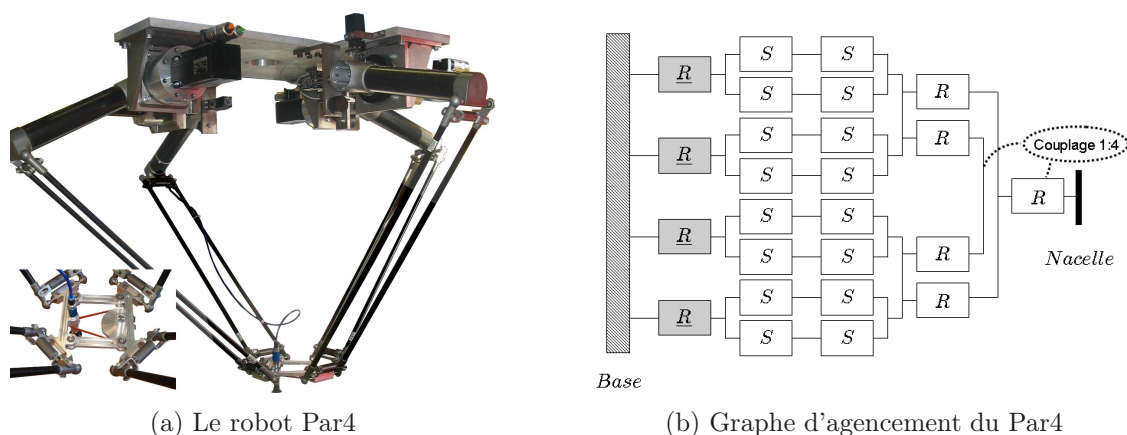 R S S
S S R
R S S R
S S
R S S
S S R
R S S R
S S
Couplage 1:4
R
Nacelle
Base
(a) Le robot Par4
(b) Graphe d'agencement du Par4